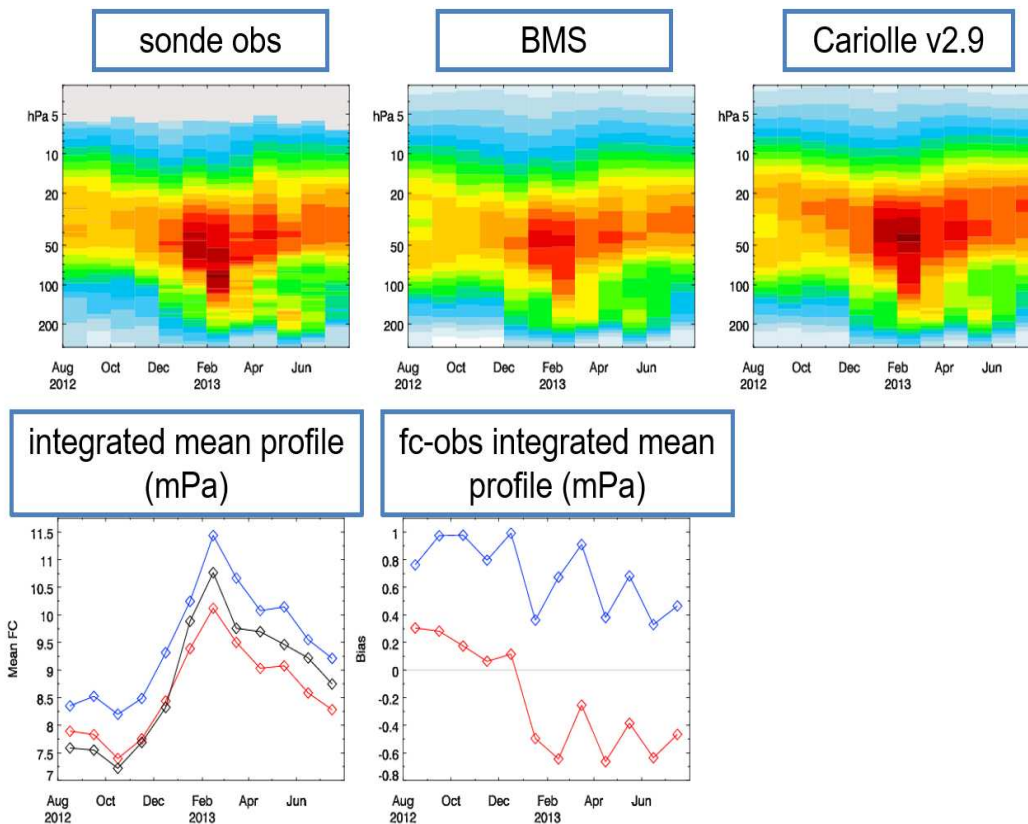 sonde obs
BMS
Cariolle v2.9
hPa 5
10
20
50
100
200
Aug Oct Dec Feb Apr Jun
2012 2013
hPa 5
10
20
50
100
200
Aug Oct Dec Feb Apr Jun
2012 2013
hPa 5
10
20
50
100
200
Aug Oct Dec Feb Apr Jun
2012 2013
integrated mean profile
(mPa)
fc-obs integrated mean
profile (mPa)
11.5
11
10.5
10
9.5
9
8.5
8
7.5
7
Mean FC
Aug Oct Dec Feb Apr Jun
2012 2013
1
0.8
0.6
0.4
0.2
0
-0.2
-0.4
-0.6
-0.8
Bias
Aug Oct Dec Feb Apr Jun
2012 2013